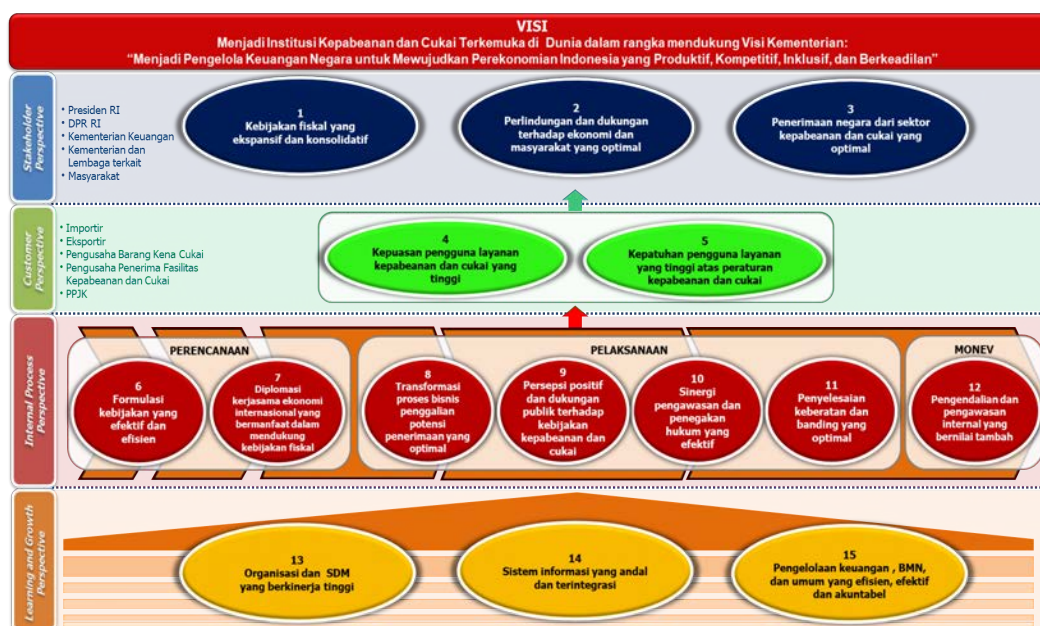 VISI
Menjadi Institusi Kepabeanan dan Cukai Terkemuka di Dunia dalam rangka mendukung Visi Kementerian:
“Menjadi Pengelola Keuangan Negara untuk Mewujudkan Perekonomian Indonesia yang Produktif, Kompetitif, Inklusif, dan Berkeadilan”
Stakeholder
Perspective
• Presiden RI
• DPR RI
• Kementerian Keuangan
• Kementerian dan
Lembaga terkait
• Masyarakat
1
Kebijakan fiskal yang
ekspansif dan konsolidatif
2
Perlindungan dan dukungan
terhadap ekonomi dan
masyarakat yang optimal
3
Penerimaan negara dari sektor
kepabeanan dan cukai yang
optimal
Customer
Perspective
• Importir
• Eksportir
• Pengusaha Barang Kena Cukai
• Pengusaha Penerima Fasilitas
Kepabeanan dan Cukai
• PPJK
4
Kepuasan pengguna layanan
kepabeanan dan cukai yang
tinggi
5
Kepatuhan pengguna layanan
yang tinggi atas peraturan
kepabeanan dan cukai
Internal Process
Perspective
PERENCANAAN
6
Formulasi
kebijakan yang
efektif dan
efisien
7
Diplomasi
kerjasama ekonomi
internasional yang
bermanfaat dalam
mendukung
kebijakan fiskal
PELAKSANAAN
8
Transformasi
proses bisnis
penggalian
potensi
penerimaan yang
optimal
9
Persepsi positif
dan dukungan
publik terhadap
kebijakan
kepabeanan dan
cukai
10
Sinergi
pengawasan dan
penegakan
hukum yang
efektif
11
Penyelesaian
keberatan dan
banding yang
optimal
MONEV
12
Pengendalian dan
pengawasan
internal yang
bernilai tambah
Learning and Growth
Perspective
13
Organisasi dan SDM
yang berkinerja tinggi
14
Sistem informasi yang andal
dan terintegrasi
15
Pengelolaan keuangan , BMN,
dan umum yang efisien, efektif
dan akuntabel